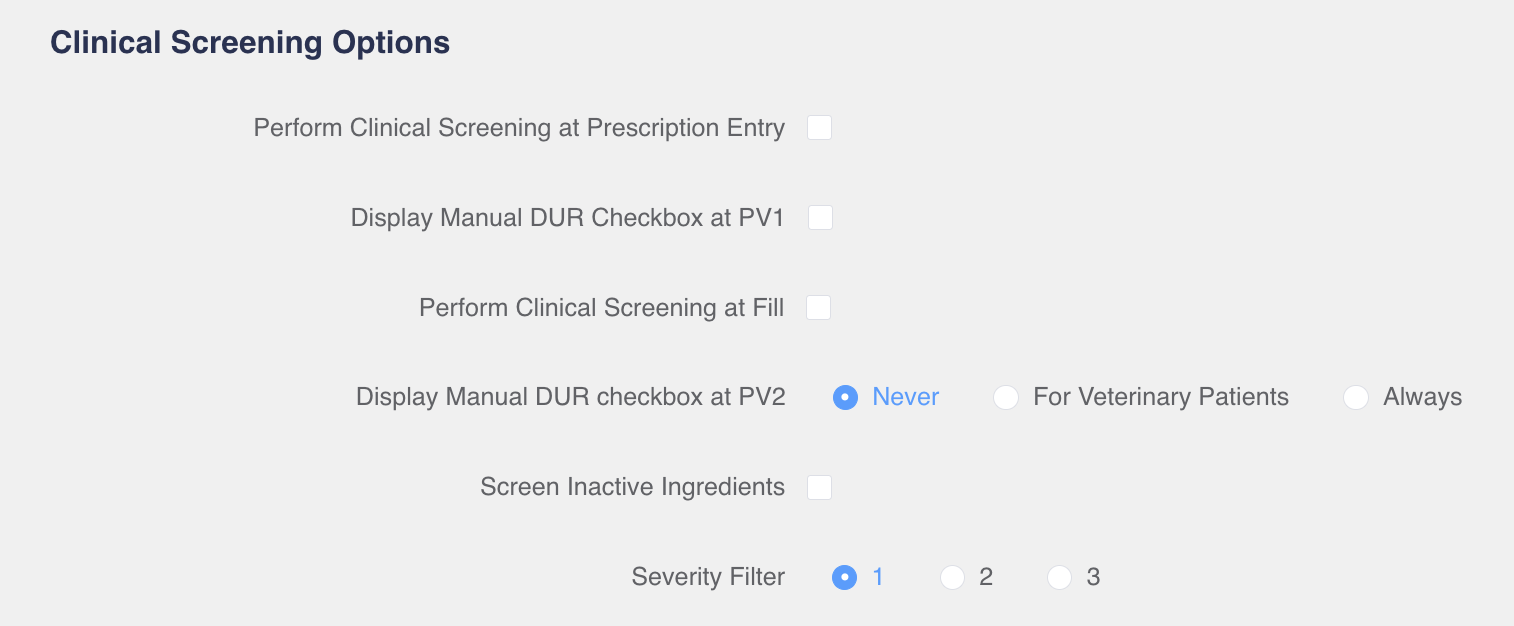 Clinical Screening Options
Perform Clinical Screening at Prescription Entry
Display Manual DUR Checkbox at PV1
Perform Clinical Screening at Fill
Display Manual DUR checkbox at PV2 Never For Veterinary Patients Always
Screen Inactive Ingredients
Severity Filter 1 2 3